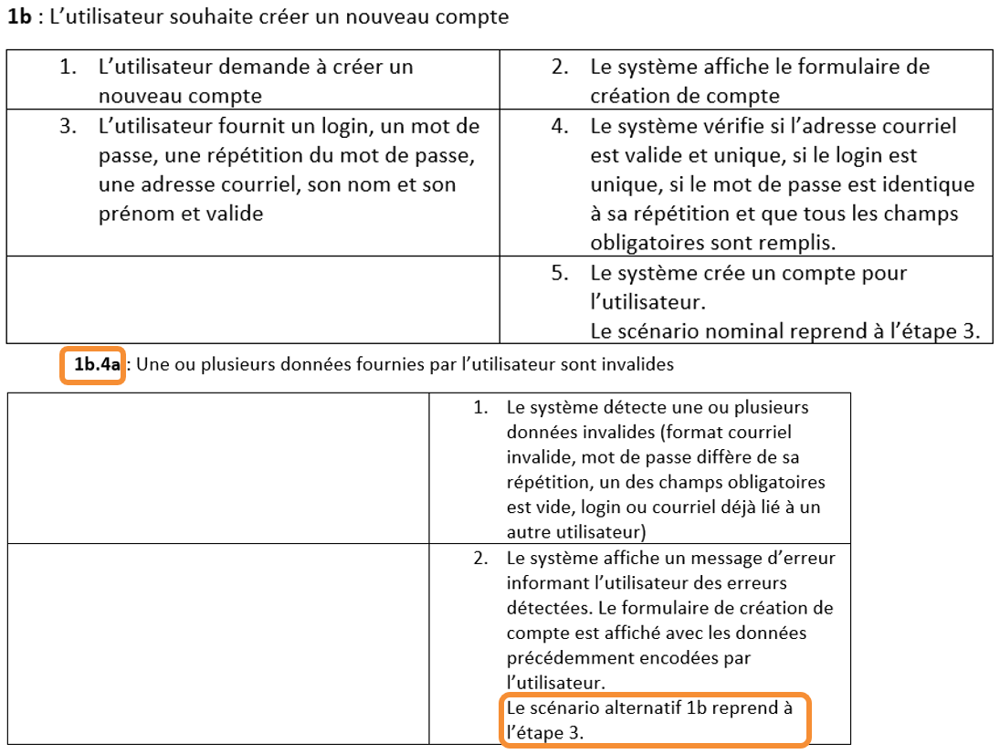 1b : L’utilisateur souhaite créer un nouveau compte
1. L’utilisateur demande à créer un
nouveau compte
2. Le système affiche le formulaire de
création de compte
3. L’utilisateur fournit un login, un mot de
passe, une répétition du mot de passe,
une adresse courriel, son nom et son
prénom et valide
4. Le système vérifie si l’adresse courriel
est valide et unique, si le login est
unique, si le mot de passe est identique
à sa répétition et que tous les champs
obligatoires sont remplis.
5. Le système crée un compte pour
l’utilisateur.
Le scénario nominal reprend à l’étape 3.
1b.4a : Une ou plusieurs données fournies par l’utilisateur sont invalides
1. Le système détecte une ou plusieurs
données invalides (format courriel
invalide, mot de passe diffère de sa
répétition, un des champs obligatoires
est vide, login ou courriel déjà lié à un
autre utilisateur)
2. Le système affiche un message d’erreur
informant l’utilisateur des erreurs
détectées. Le formulaire de création de
compte est affiché avec les données
précédemment encodées par
l’utilisateur.
Le scénario alternatif 1b reprend à
l’étape 3.